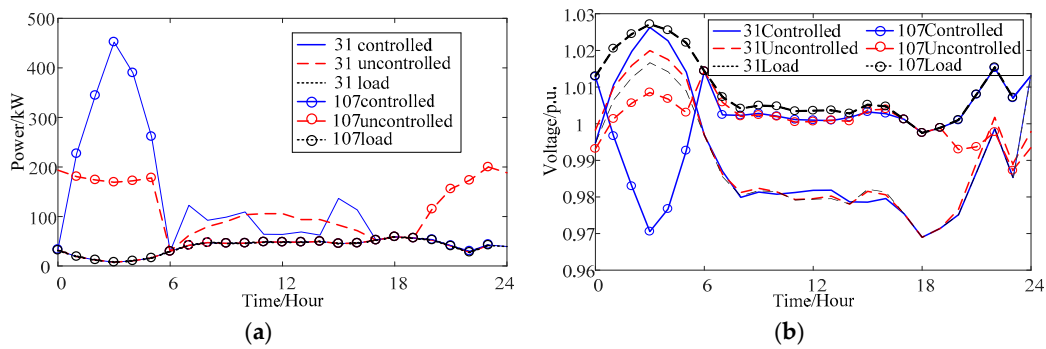 500
400
300
200
100
0
Power/kW
31 controlled
31 uncontrolled
31 load
107controlled
107uncontrolled
107load
0 6 12 18 24
Time/Hour
(a)
1.03
1.02
1.01
1
0.99
0.98
0.97
0.96
Voltage/p.u.
31Controlled
31Uncontrolled
31Load
107Controlled
107Uncontrolled
107Load
0 6 12 18 24
Time/Hour
(b)